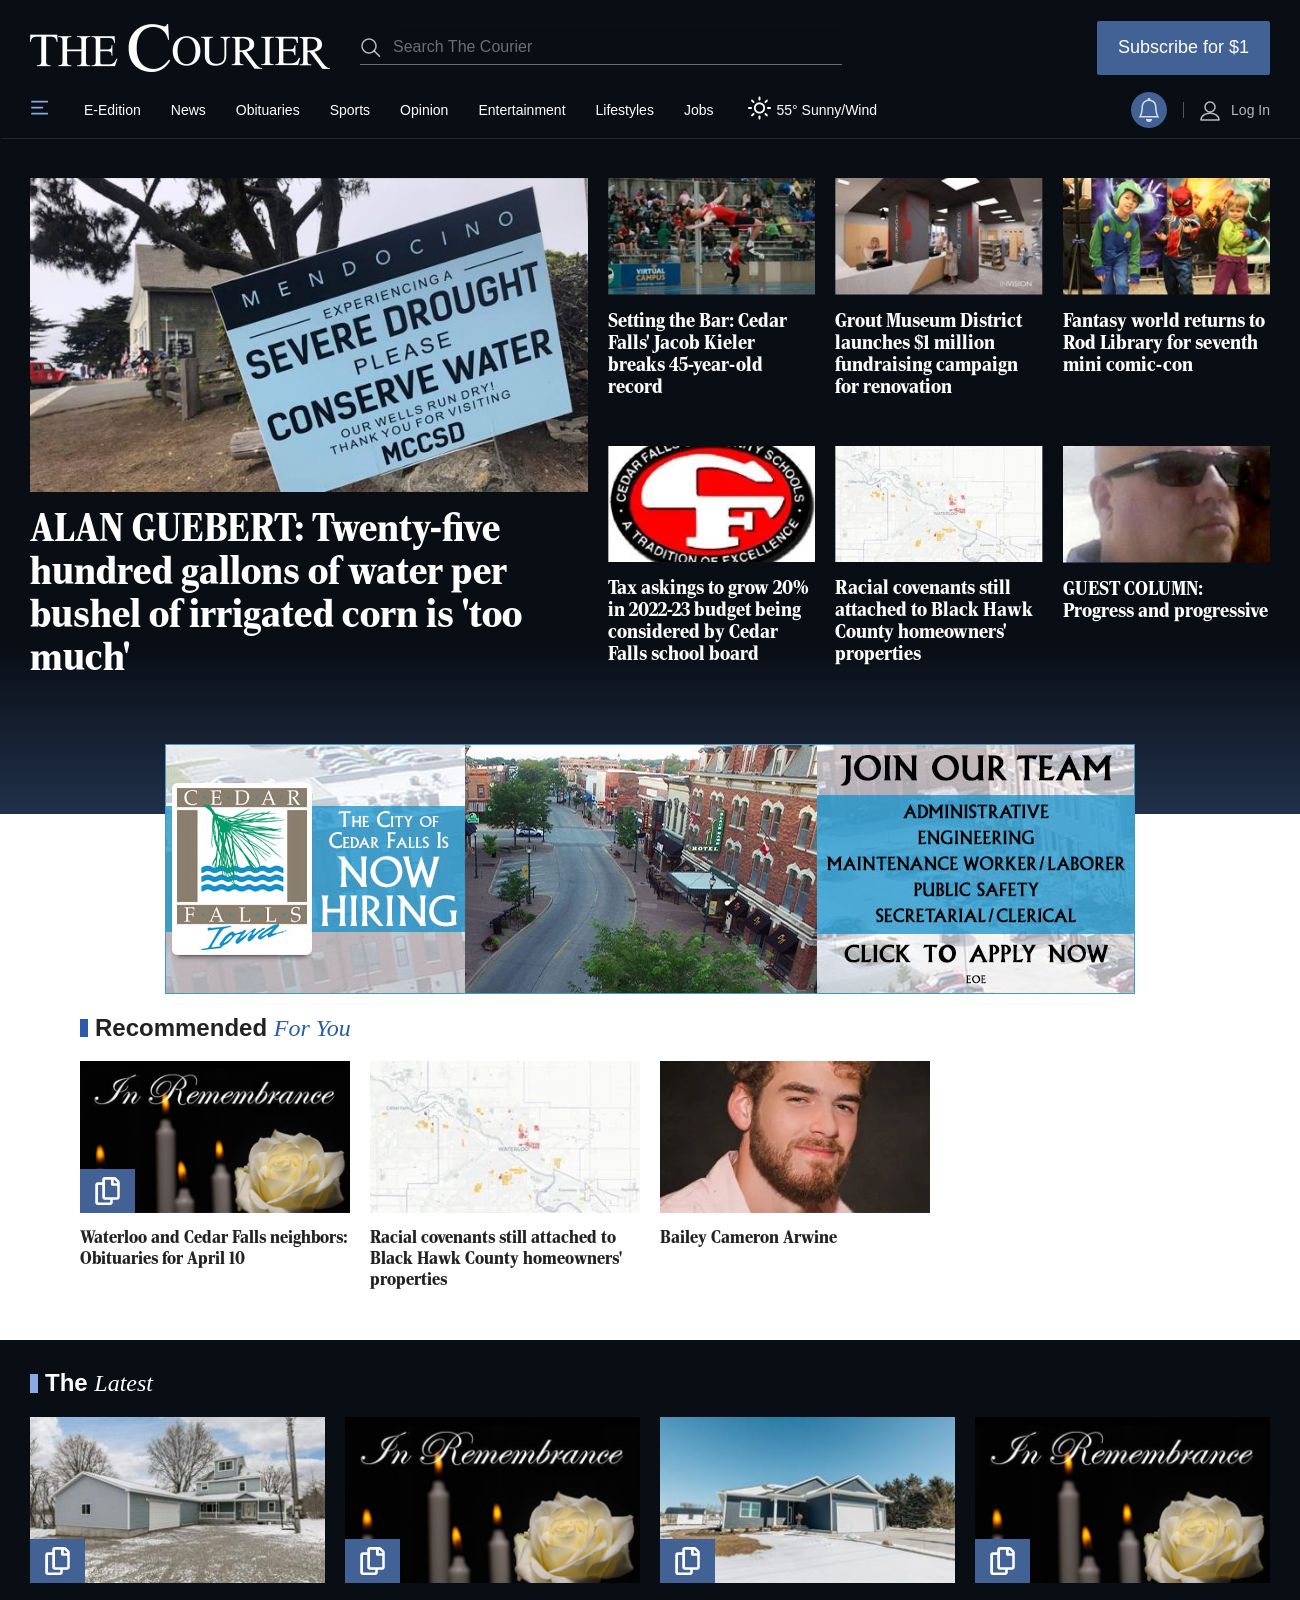 THE COURIER
Search The Courier
Subscribe for $1
E-Edition
News
Obituaries
Sports
Opinion
Entertainment
Lifestyles
Jobs
55° Sunny/Wind
Log In
MENDOCINO
EXPERIENCING A
SEVERE DROUGHT
PLEASE
CONSERVE WATER
OUR WELLS RUN DRY!
THANK YOU FOR VISITING
MCCSD
ALAN GUEBERT: Twenty-five
hundred gallons of water per
bushel of irrigated corn is 'too
much'
VIRTUAL
CAMPUS
Setting the Bar: Cedar
Falls' Jacob Kieler
breaks 45-year-old
record
INVISION
Grout Museum District
launches $1 million
fundraising campaign
for renovation
Fantasy world returns to
Rod Library for seventh
mini comic-con
CEDAR FALLS COMMUNITY SCHOOLS
CF
A TRADITION OF EXCELLENCE
Tax askings to grow 20%
in 2022-23 budget being
considered by Cedar
Falls school board
WATERLOO
Racial covenants still
attached to Black Hawk
County homeowners'
properties
GUEST COLUMN:
Progress and progressive
CEDAR
FALLS
Iowa
THE CITY OF
CEDAR FALLS IS
NOW
HIRING
HOTEL
JOIN OUR TEAM
ADMINISTRATIVE
ENGINEERING
MAINTENANCE WORKER/LABORER
PUBLIC SAFETY
SECRETARIAL/CLERICAL
CLICK TO APPLY NOW
EOE
Recommended For You
In Remembrance
Waterloo and Cedar Falls neighbors:
Obituaries for April 10
WATERLOO
Racial covenants still attached to
Black Hawk County homeowners'
properties
Bailey Cameron Arwine
The Latest
In Remembrance
In Remembrance